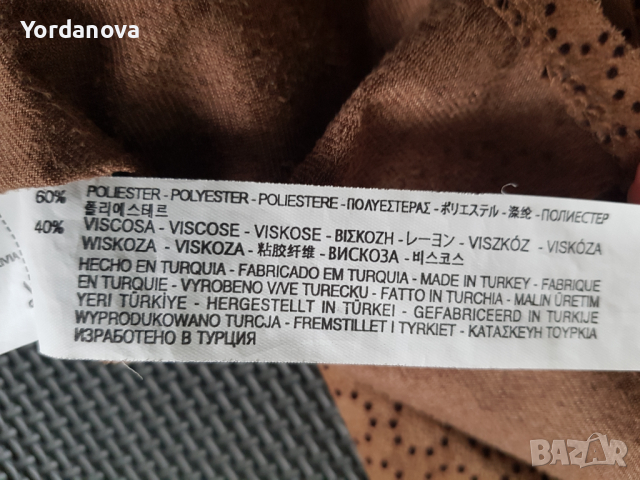 Yordanova
60% POLIESTER - POLYESTER - POLIESTERE - ΠΟΛΥΕΣΤΕΡΑΣ - ポリエステル - 涤纶 - ПОЛИЕСТЕР
폴리에스테르
40% VISCOSA - VISCOSE - VISKOSE - ΒΙΣΚΟΖΗ - レーヨン - VISZKÓZ - VISKÓZA
WISKOZA - VISKOZA - 粘胶纤维 - ВИСКОЗА - 비스코스
HECHO EN TURQUIA - FABRICADO EM TURQUIA - MADE IN TURKEY - FABRIQUE
EN TURQUIE - VYROBENO V/VE TURECKU - FATTO IN TURCHIA - MALIN ÜRETIM
YERI TÜRKIYE - HERGESTELLT IN TÜRKEI - GEFABRICEERD IN TURKIJE
WYPRODUKOWANO TURCJA - FREMSTILLET I TYRKIET - ΚΑΤΑΣΚΕΥΗ ΤΟΥΡΚΙΑ
ИЗРАБОТЕНО В ТУРЦИЯ
BAZAR